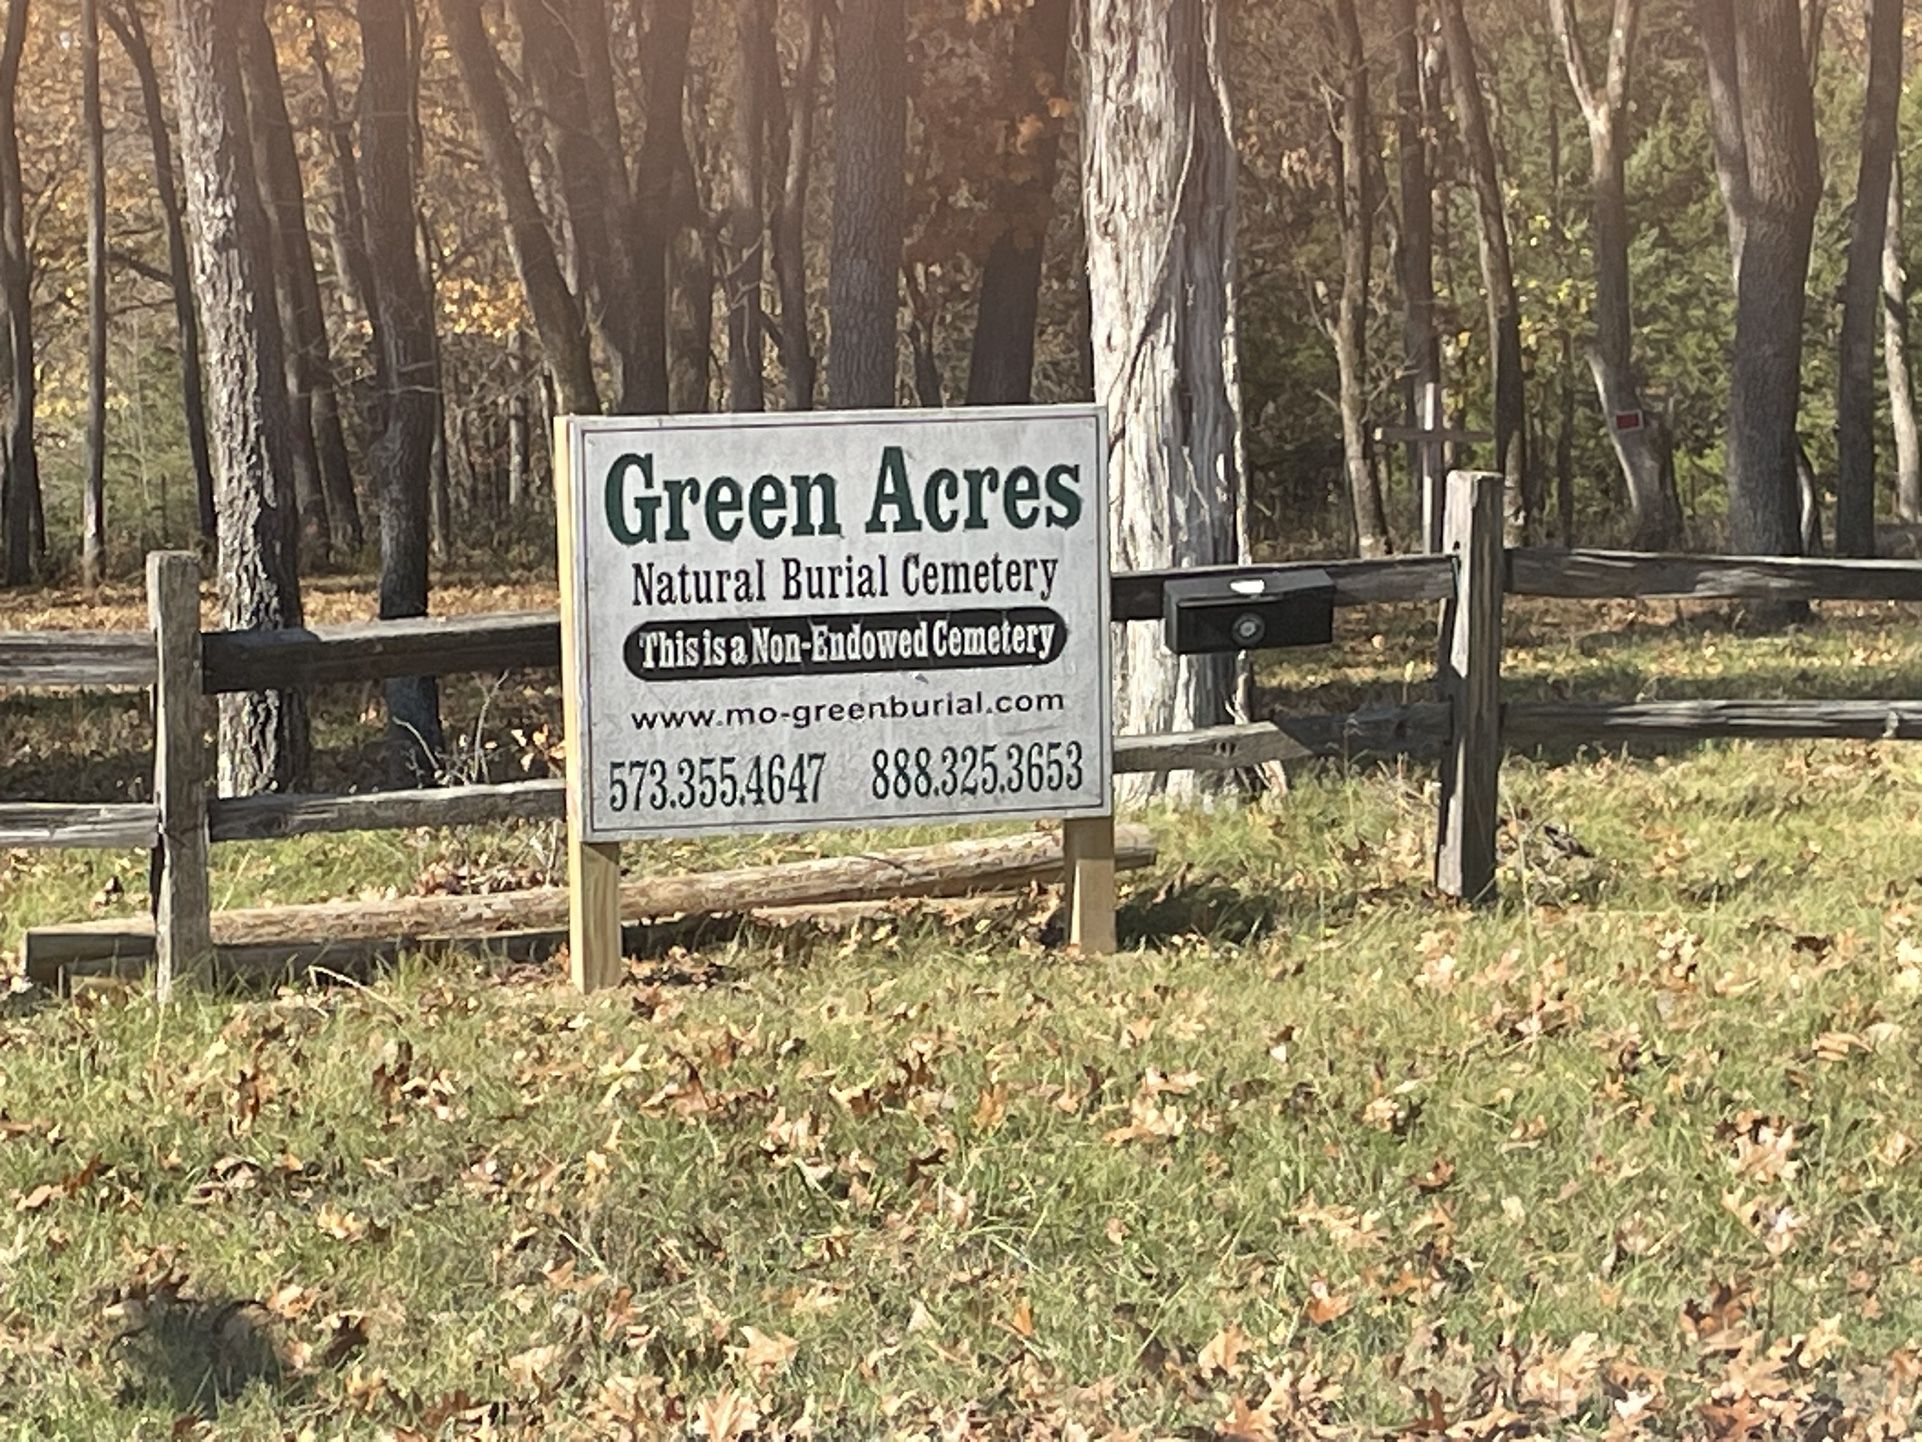 Green Acres
Natural Burial Cemetery
This is a Non-Endowed Cemetery
www.mo-greenburial.com
573.355.4647 888.325.3653